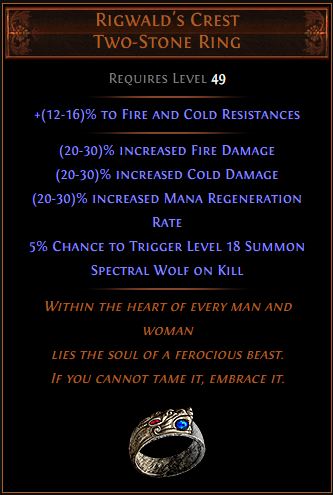 Rigwald's Crest
Two-Stone Ring
Requires Level 49
+(12-16)% to Fire and Cold Resistances
(20-30)% increased Fire Damage
(20-30)% increased Cold Damage
(20-30)% increased Mana Regeneration
Rate
5% Chance to Trigger Level 18 Summon
Spectral Wolf on Kill
Within the heart of every man and
woman
lies the soul of a ferocious beast.
If you cannot tame it, embrace it.